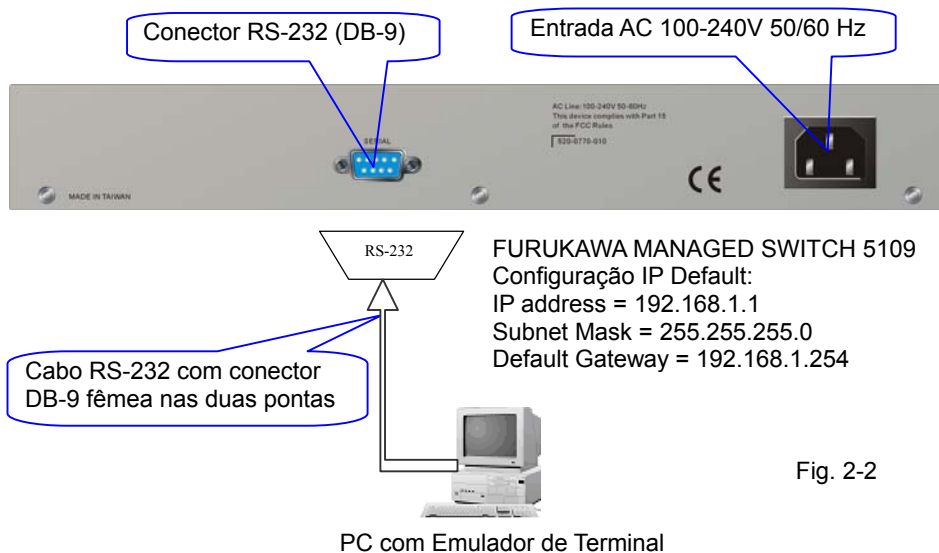 Conector RS-232 (DB-9)
Entrada AC 100-240V 50/60 Hz
AC Line:100-240V 50-60Hz
This device complies with Part 15
of the FCC Rules
520-0770-010
SERIAL
CE
MADE IN TAIWAN
RS-232
FURUKAWA MANAGED SWITCH 5109
Configuração IP Default:
IP address = 192.168.1.1
Subnet Mask = 255.255.255.0
Default Gateway = 192.168.1.254
Cabo RS-232 com conector
DB-9 fêmea nas duas pontas
Fig. 2-2
PC com Emulador de Terminal